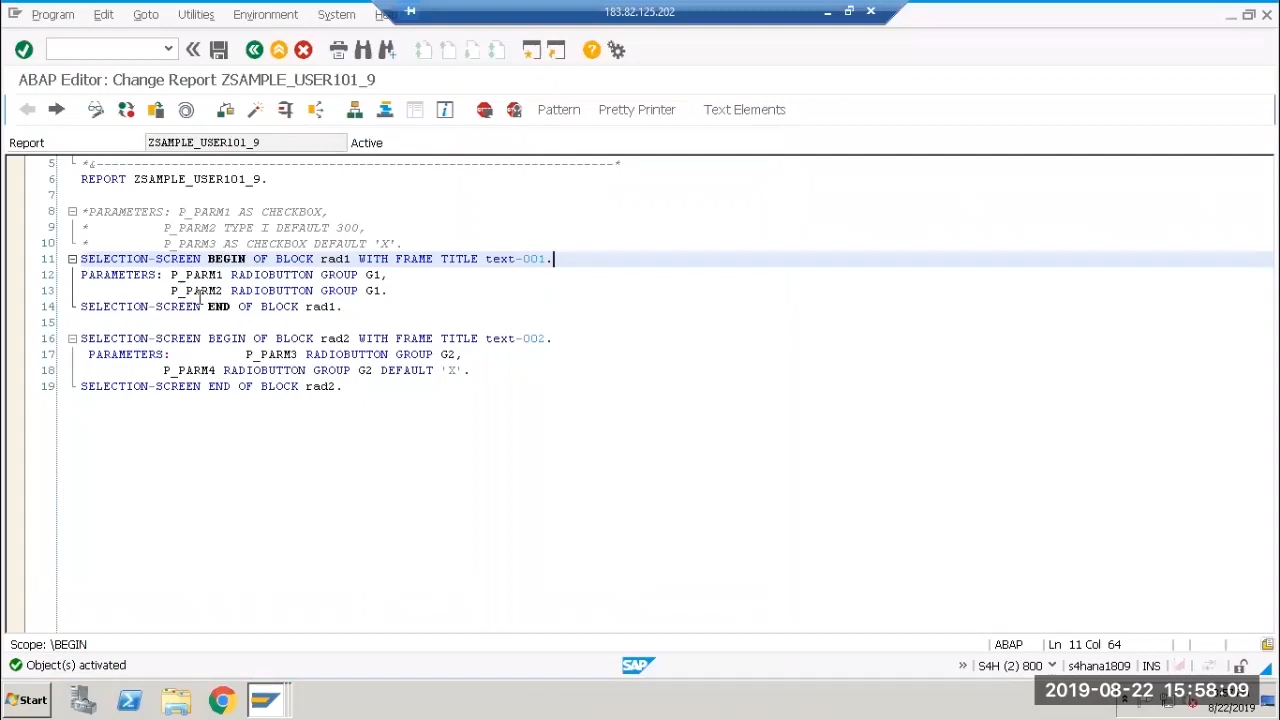 183.82.125.202
Program Edit Goto Utilities Environment System
ABAP Editor: Change Report ZSAMPLE_USER101_9
Pattern Pretty Printer Text Elements
Report ZSAMPLE_USER101_9 Active
5 *&---------------------------------------------------------------------*
6 REPORT ZSAMPLE_USER101_9.
7
8 *PARAMETERS: P_PARM1 AS CHECKBOX,
9 * P_PARM2 TYPE I DEFAULT 300,
10 * P_PARM3 AS CHECKBOX DEFAULT 'X'.
11 SELECTION-SCREEN BEGIN OF BLOCK rad1 WITH FRAME TITLE text-001.
12 PARAMETERS: P_PARM1 RADIOBUTTON GROUP G1,
13 P_PARM2 RADIOBUTTON GROUP G1.
14 SELECTION-SCREEN END OF BLOCK rad1.
15
16 SELECTION-SCREEN BEGIN OF BLOCK rad2 WITH FRAME TITLE text-002.
17 PARAMETERS: P_PARM3 RADIOBUTTON GROUP G2,
18 P_PARM4 RADIOBUTTON GROUP G2 DEFAULT 'X'.
19 SELECTION-SCREEN END OF BLOCK rad2.
Scope: \BEGIN ABAP Ln 11 Col 64
Object(s) activated SAP S4H (2) 800 s4hana1809 INS
Start 2019-08-22 15:58:09
8/22/2019